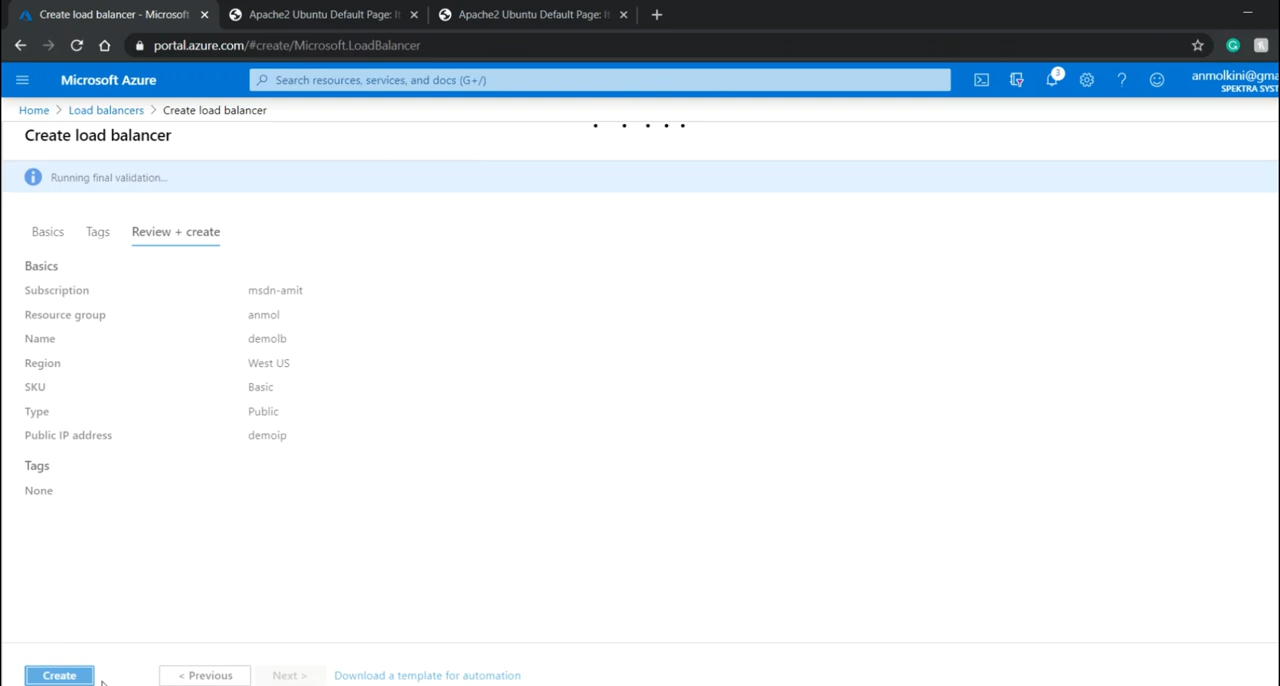 Create load balancer - Microsoft
Apache2 Ubuntu Default Page: It
Apache2 Ubuntu Default Page: It
portal.azure.com/#create/Microsoft.LoadBalancer
Microsoft Azure
Search resources, services, and docs (G+/)
3
anmolkini@gma
SPEKTRA SYST
Home > Load balancers > Create load balancer
Create load balancer
Running final validation...
Basics Tags Review + create
Basics
Subscription msdn-amit
Resource group anmol
Name demolb
Region West US
SKU Basic
Type Public
Public IP address demoip
Tags
None
Create < Previous Next > Download a template for automation